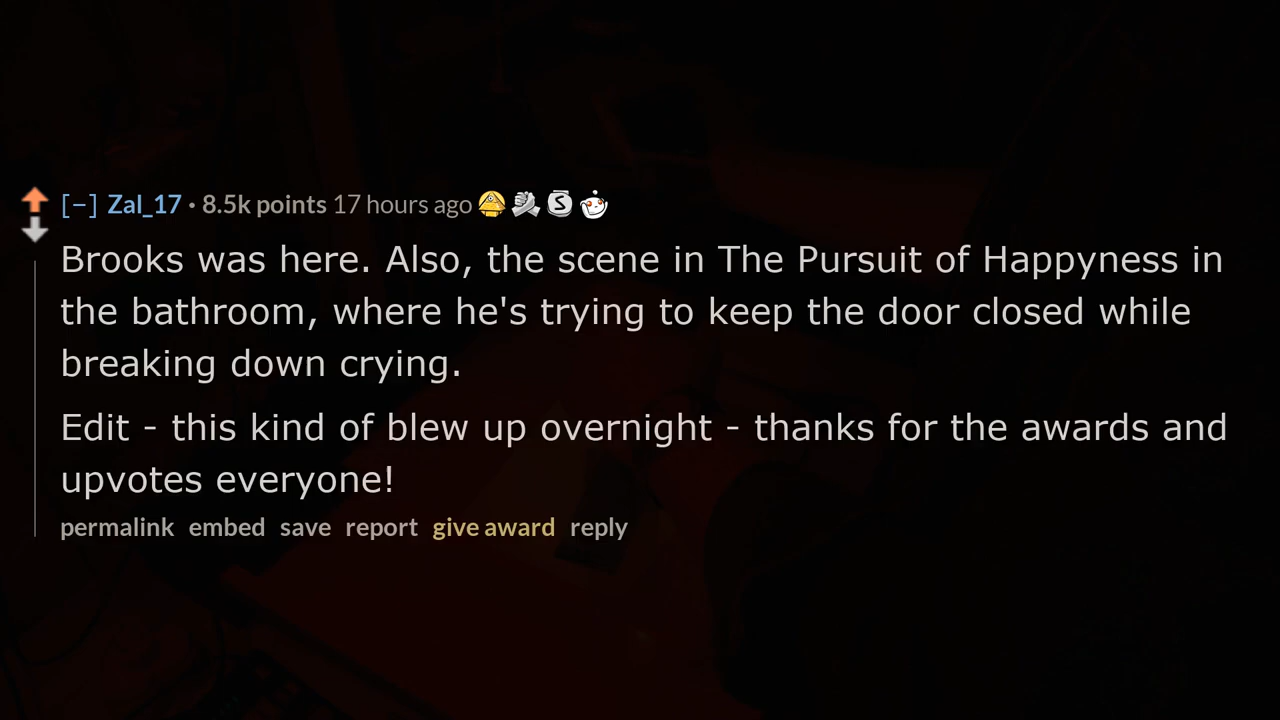 [–] Zal_17 · 8.5k points 17 hours ago
Brooks was here. Also, the scene in The Pursuit of Happyness in
the bathroom, where he's trying to keep the door closed while
breaking down crying.
Edit - this kind of blew up overnight - thanks for the awards and
upvotes everyone!
permalink embed save report give award reply